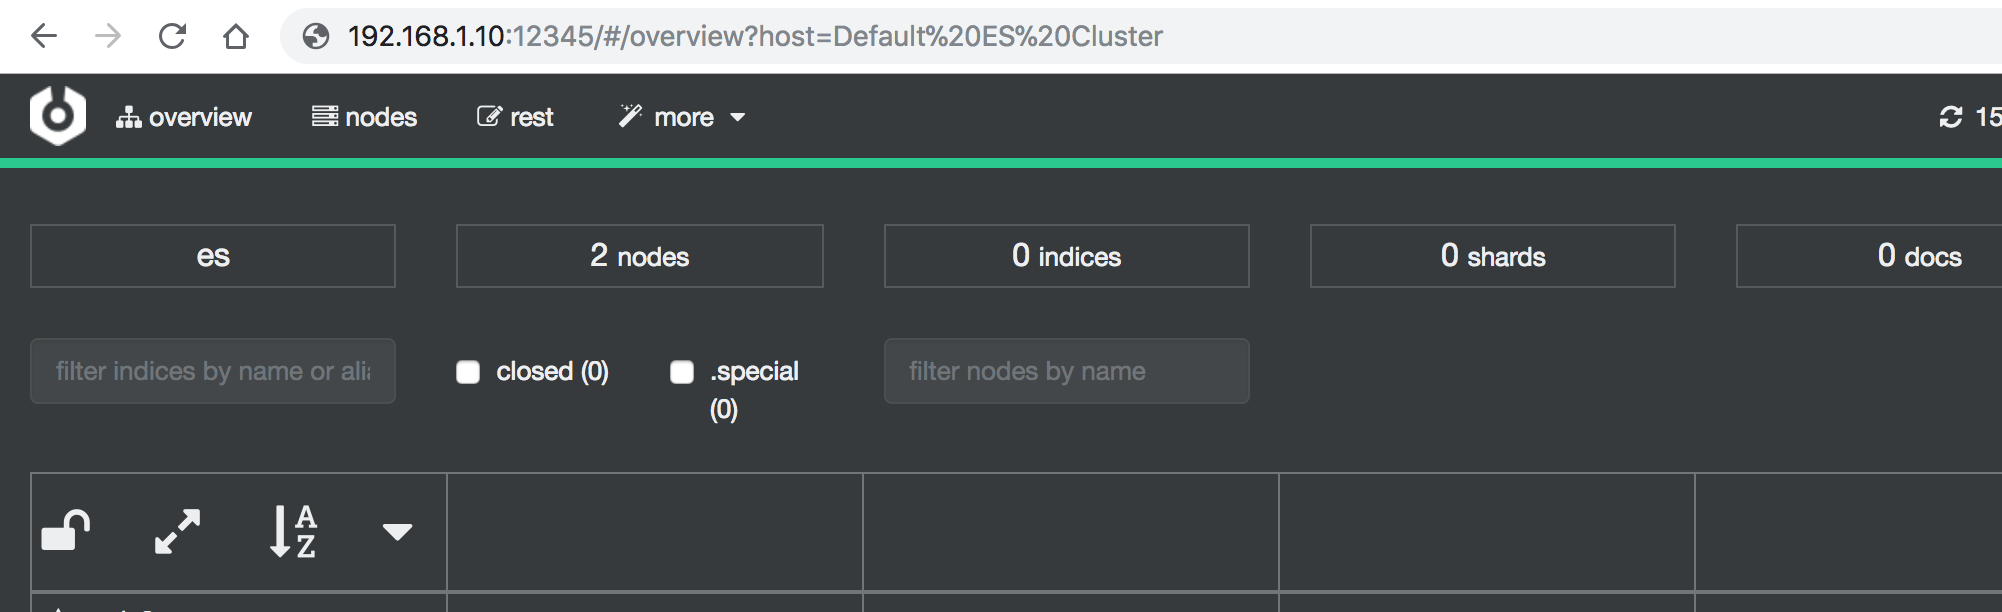 192.168.1.10:12345/#/overview?host=Default%20ES%20Cluster
overview nodes rest more 15
es 2 nodes 0 indices 0 shards 0 docs
filter indices by name or alia closed (0) .special filter nodes by name
(0)
A
Z